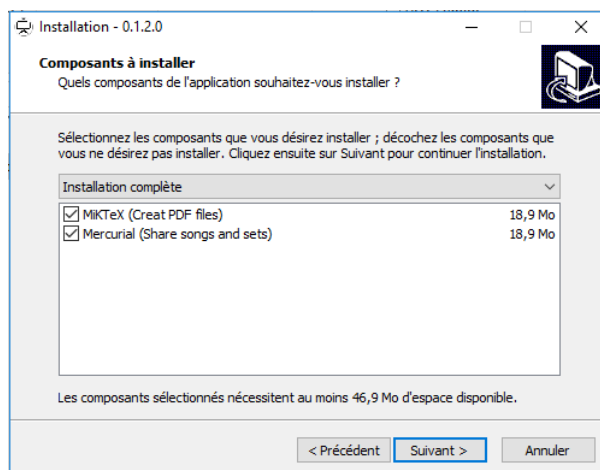 Installation - 0.1.2.0
Composants à installer
Quels composants de l'application souhaitez-vous installer ?
Sélectionnez les composants que vous désirez installer ; décochez les composants que
vous ne désirez pas installer. Cliquez ensuite sur Suivant pour continuer l'installation.
Installation complète
MiKTeX (Creat PDF files) 18,9 Mo
Mercurial (Share songs and sets) 18,9 Mo
Les composants sélectionnés nécessitent au moins 46,9 Mo d'espace disponible.
< Précédent Suivant > Annuler